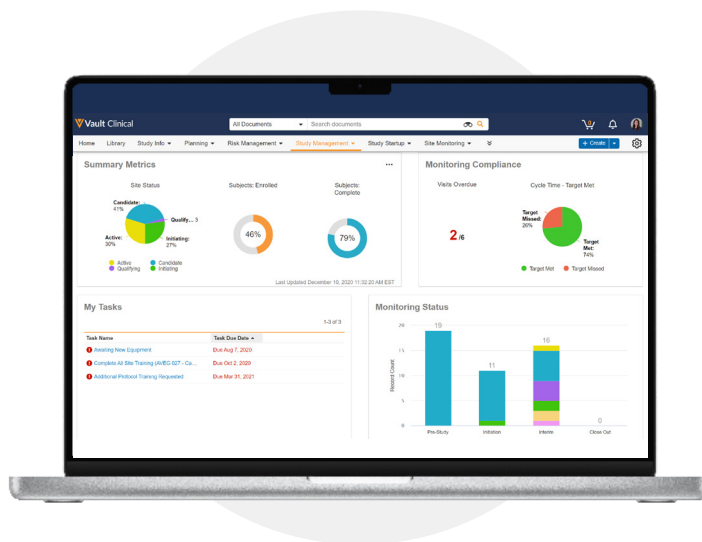 Vault Clinical
All Documents
Search documents
Home
Library
Study Info
Planning
Risk Management
Study Management
Study Startup
Site Monitoring
+ Create
Summary Metrics
...
Monitoring Compliance
Site Status
Subjects: Enrolled
Subjects:
Complete
Candidate:
41%
Qualify... 3
Active:
30%
Initiating:
27%
46%
79%
Active
Candidate
Qualifying
Initiating
Last Updated December 10, 2020 11:32:20 AM EST
Visits Overdue
2/6
Cycle Time - Target Met
Target
Missed:
26%
Target
Met:
74%
Target Met
Target Missed
My Tasks
1-3 of 3
Task Name
Task Due Date
Awaiting New Equipment
Due Aug 7, 2020
Complete All Site Training (AVEG 027 - Ca...
Due Oct 2, 2020
Additional Protocol Training Requested
Due Mar 31, 2021
Monitoring Status
Record Count
20
15
10
5
0
19
11
16
0
Pre-Study
Initiation
Interim
Close Out